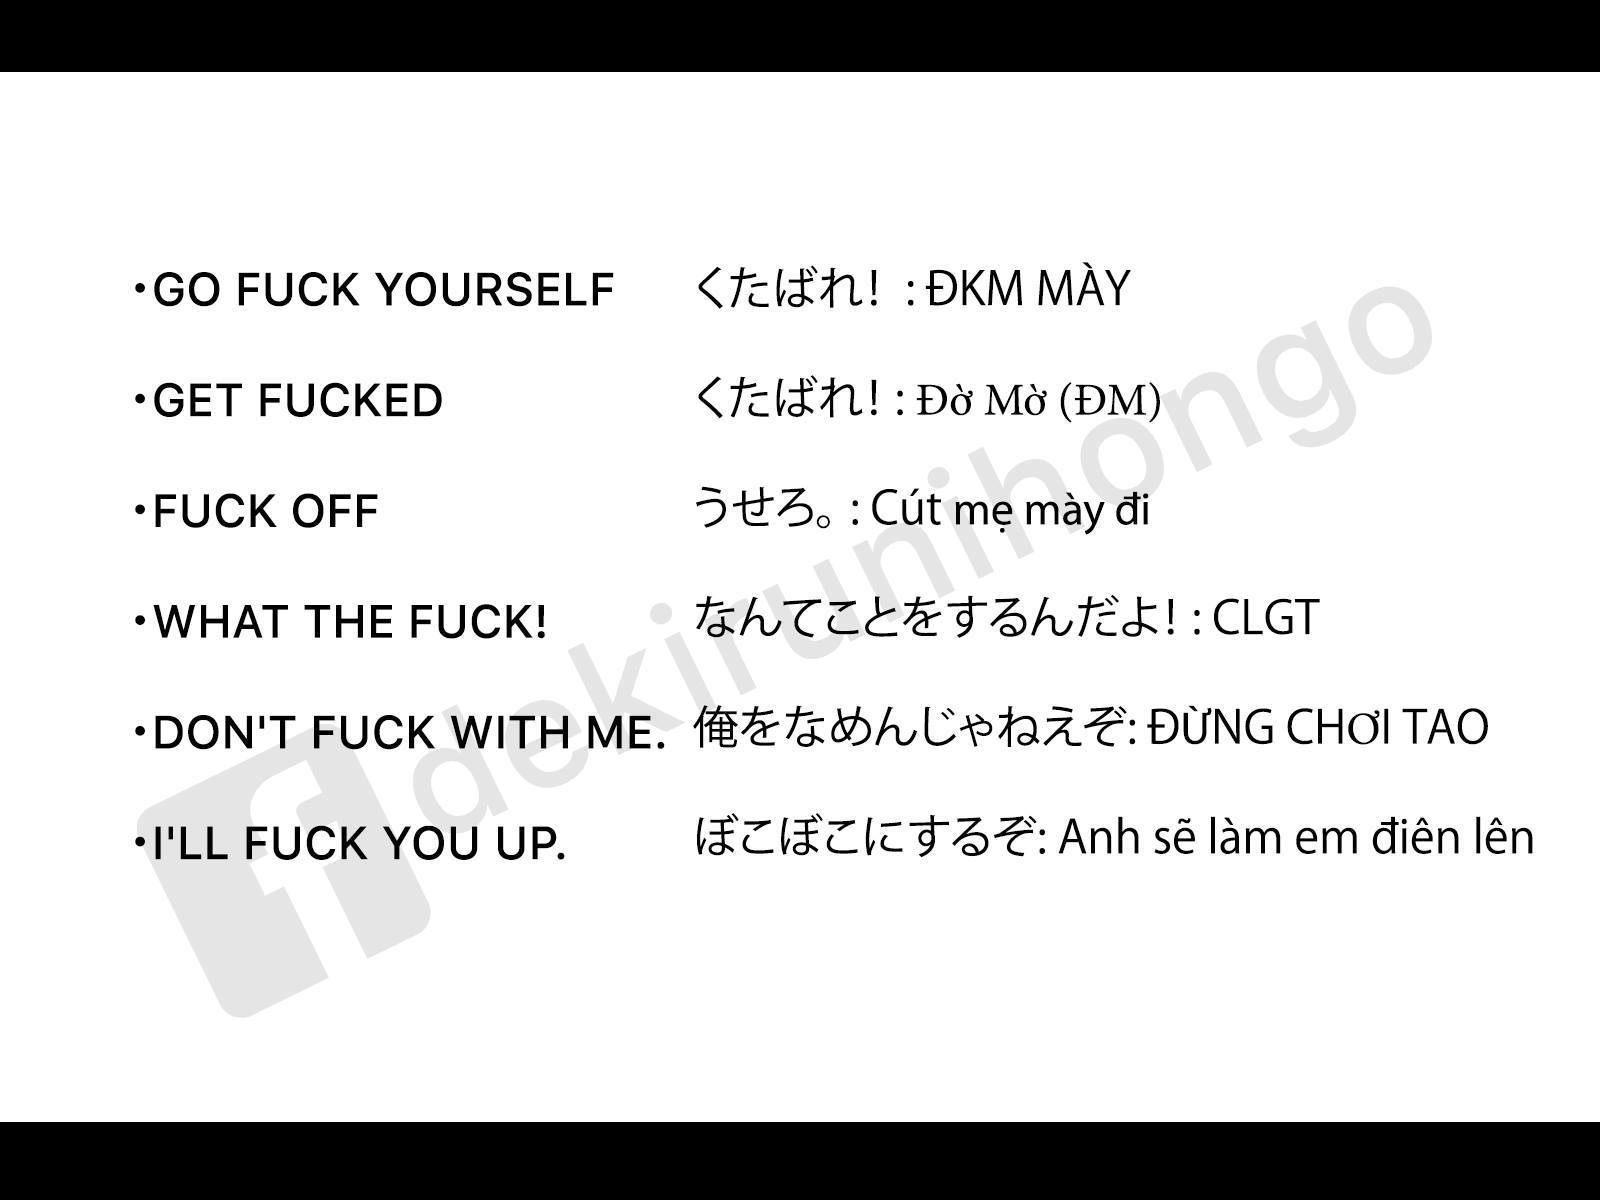 •GO FUCK YOURSELF くたばれ！ : ĐKM MÀY
•GET FUCKED くたばれ！: Đờ Mờ (ĐM)
•FUCK OFF うせろ。: Cút mẹ mày đi
•WHAT THE FUCK! なんてことをするんだよ！: CLGT
•DON'T FUCK WITH ME. 俺をなめんじゃねえぞ: ĐỪNG CHƠI TAO
•I'LL FUCK YOU UP. ぼこぼこにするぞ: Anh sẽ làm em điên lên
dekirunihongo